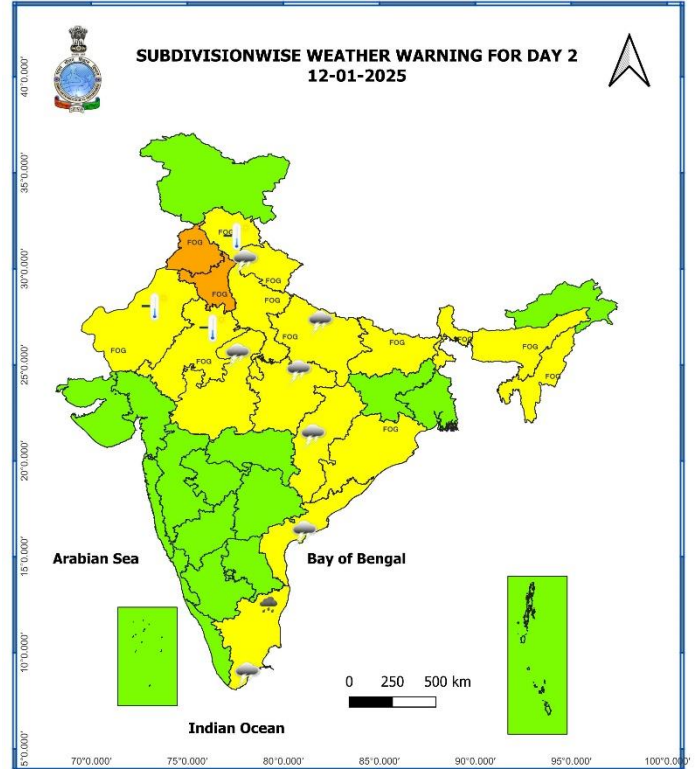 SUBDIVISIONWISE WEATHER WARNING FOR DAY 2
12-01-2025
40°0.000'
35°0.000'
FOG
FOG
30°0.000'
FOG
FOG
FOG
FOG
FOG
FOG
FOG
FOG
FOG
FOG
25°0.000'
FOG
20°0.000'
15°0.000'
Arabian Sea
Bay of Bengal
10°0.000'
0 250 500 km
Indian Ocean
5°0.000'
70°0.000' 75°0.000' 80°0.000' 85°0.000' 90°0.000' 95°0.000' 100°0.000'